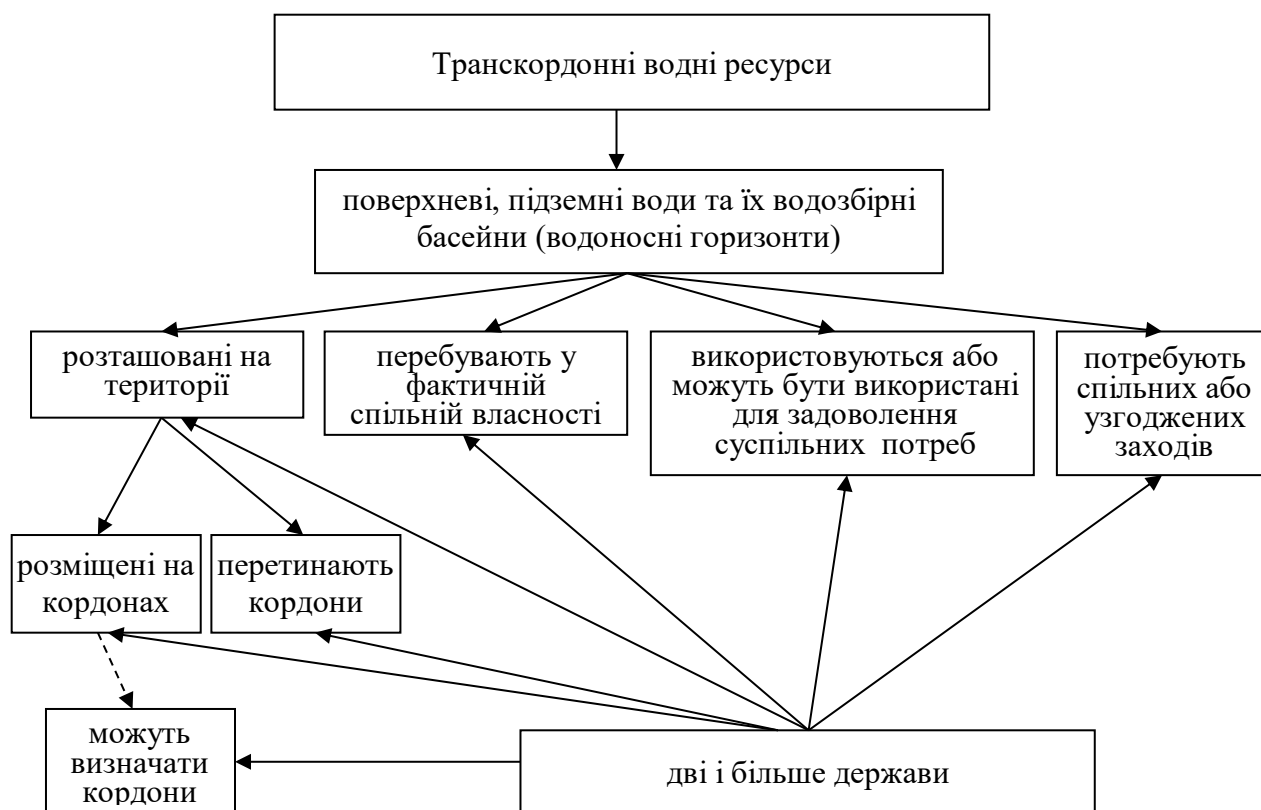 Транскордонні водні ресурси
поверхневі, підземні води та їх водозбірні
басейни (водоносні горизонти)
розташовані на
території
перебувають у
фактичній
спільній власності
використовуються або
можуть бути використані
для задоволення
суспільних потреб
потребують
спільних або
узгоджених
заходів
розміщені на
кордонах
перетинають
кордони
можуть
визначати
кордони
дві і більше держави